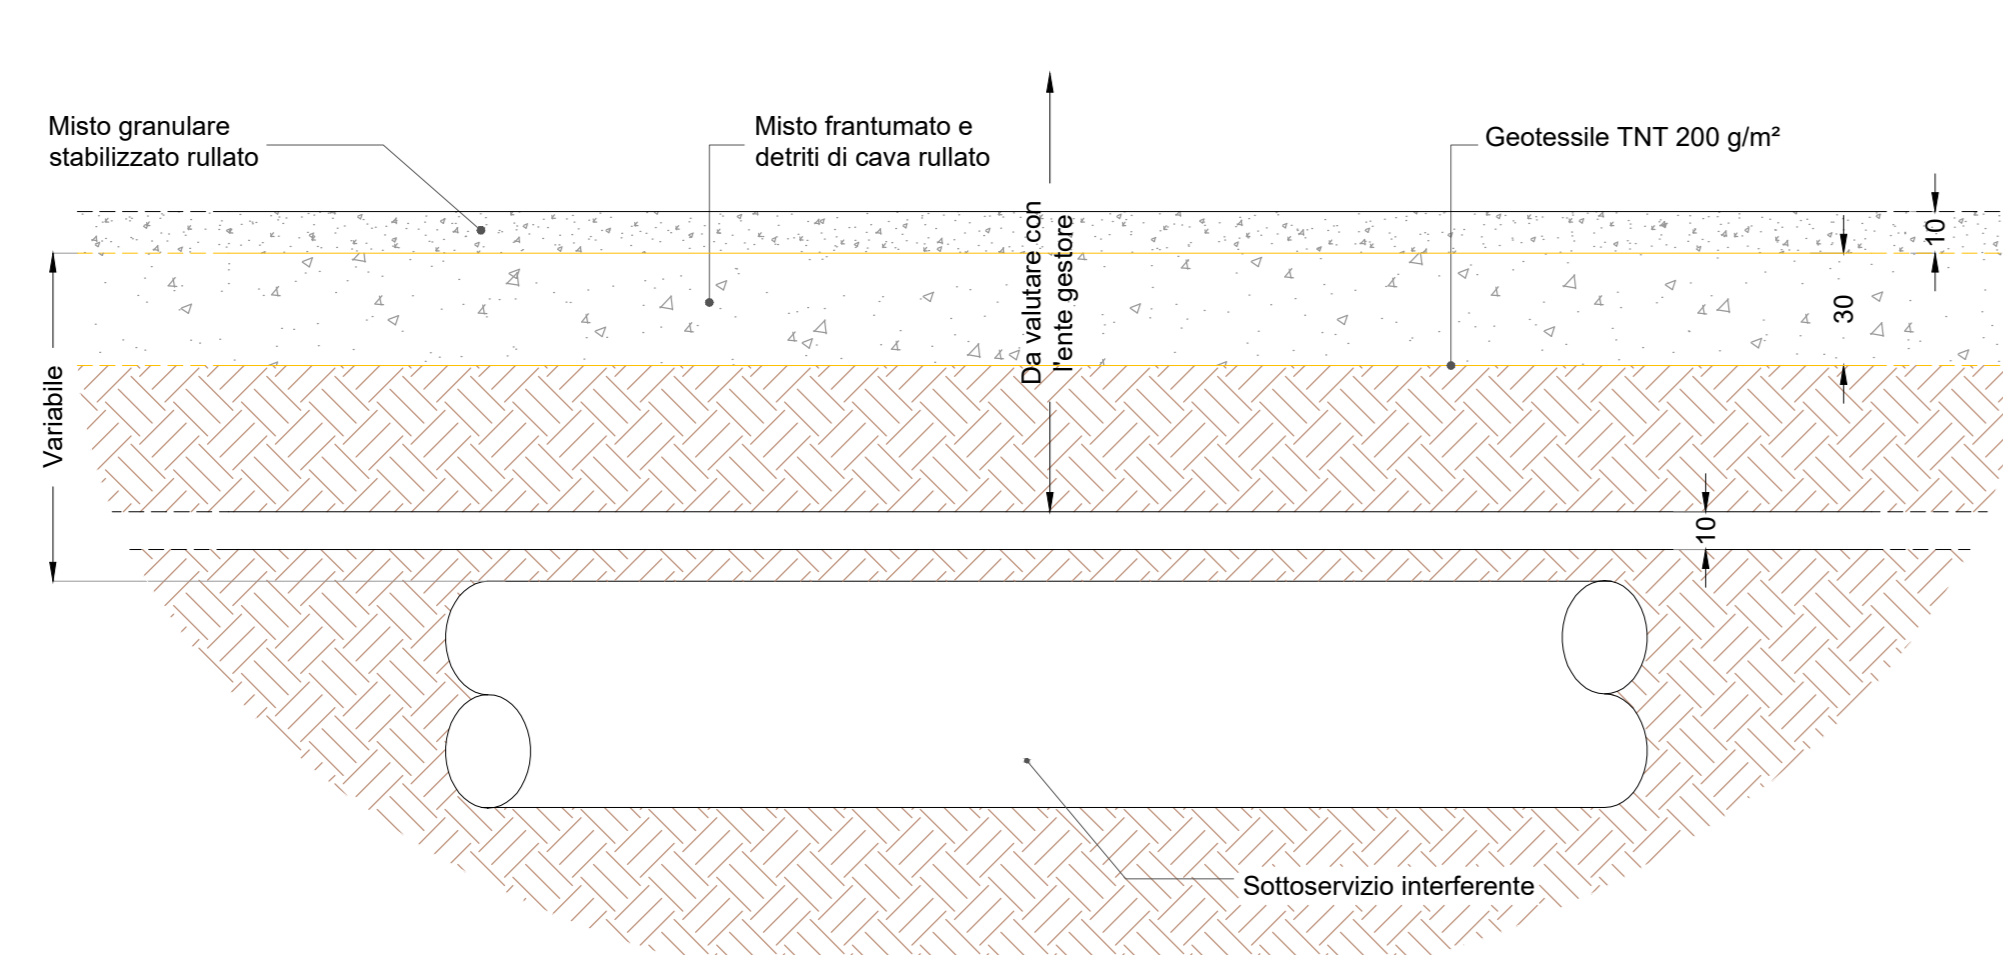 Misto granulare
stabilizzato rullato
Misto frantumato e
detriti di cava rullato
Geotessile TNT 200 g/m²
Da valutare con
l'ente gestore
10
30
Variabile
10
Sottoservizio interferente